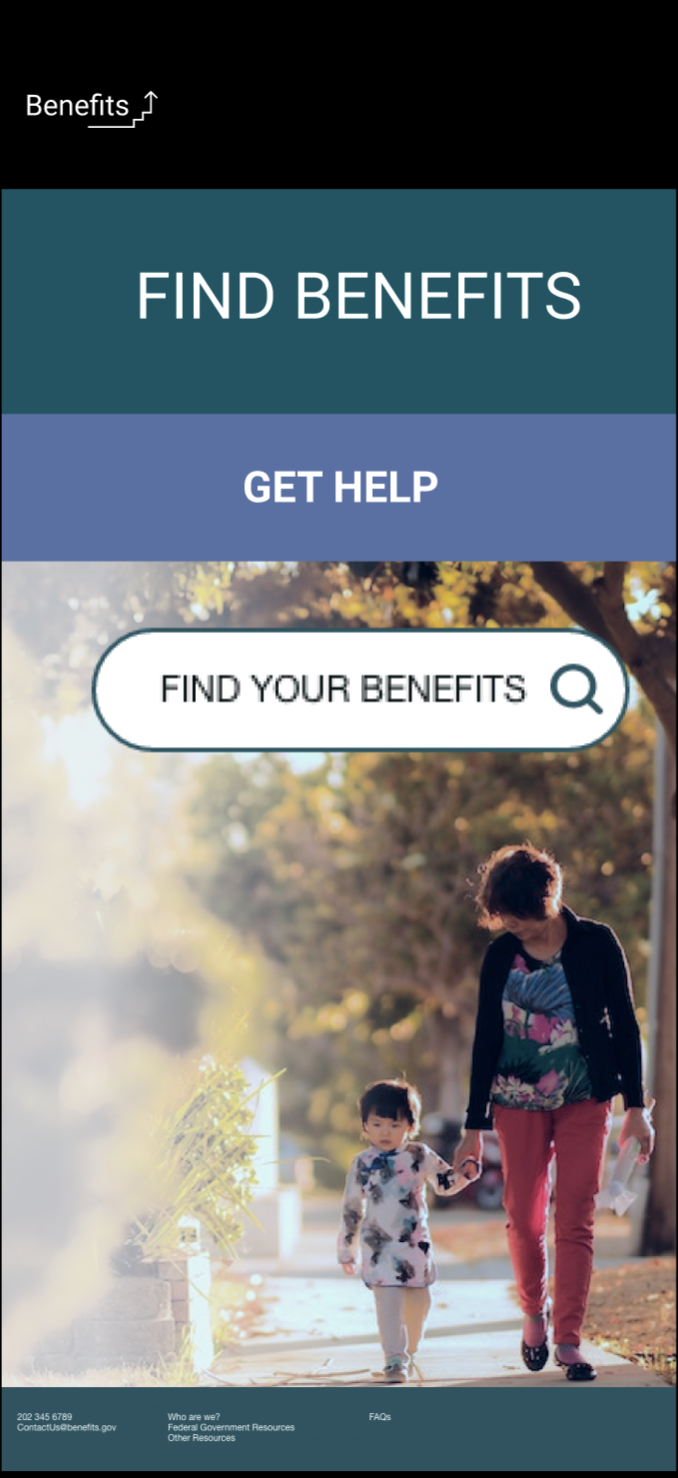 Benefits
FIND BENEFITS
GET HELP
FIND YOUR BENEFITS
202 345 6789
ContactUs@benefits.gov
Who are we?
Federal Government Resources
Other Resources
FAQs